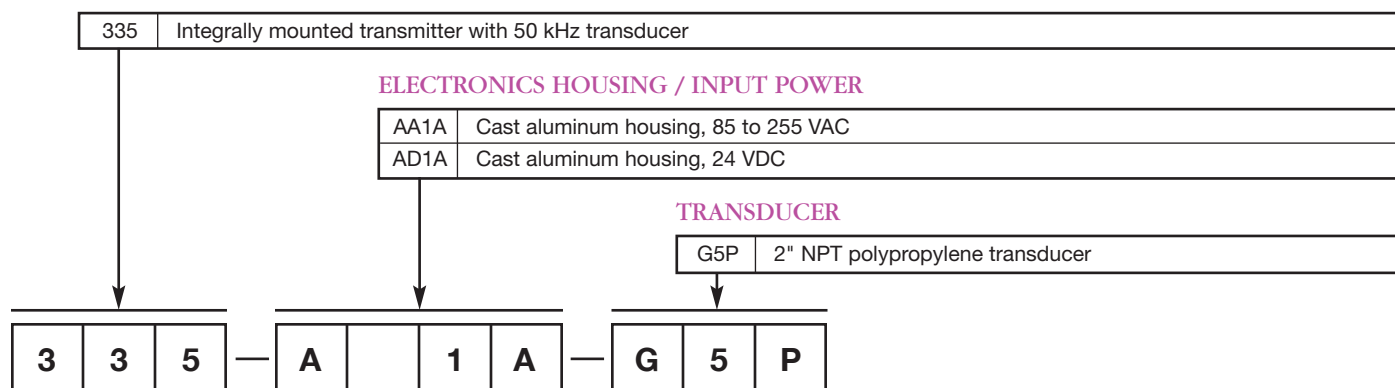 335 Integrally mounted transmitter with 50 kHz transducer
ELECTRONICS HOUSING / INPUT POWER
AA1A Cast aluminum housing, 85 to 255 VAC
AD1A Cast aluminum housing, 24 VDC
TRANSDUCER
G5P 2" NPT polypropylene transducer
3 3 5 — A 1 A — G 5 P